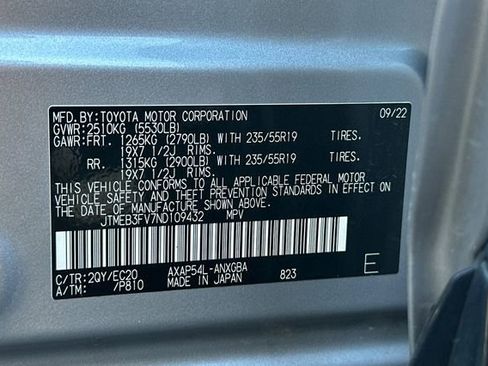 MFD.BY:TOYOTA MOTOR CORPORATION 09/22
GVWR:2510KG (5530LB)
GAWR:FRT 1265KG (2790LB) WITH 235/55R19 TIRES.
19X7 1/2J RIMS.
RR. 1315KG (2900LB) WITH 235/55R19 TIRES.
19X7 1/2J RIMS.
THIS VEHICLE CONFORMS TO ALL APPLICABLE FEDERAL MOTOR
VEHICLE SAFETY AND THEFT PREVENTION STANDARDS IN EFFECT ON
THE DATE OF MANUFACTURE SHOWN ABOVE.
JTMEB3FV7ND109432 MPV
C/TR:2QY/EC20 AXAP54L-ANXGBA
A/TM: 7P810 MADE IN JAPAN 823 E